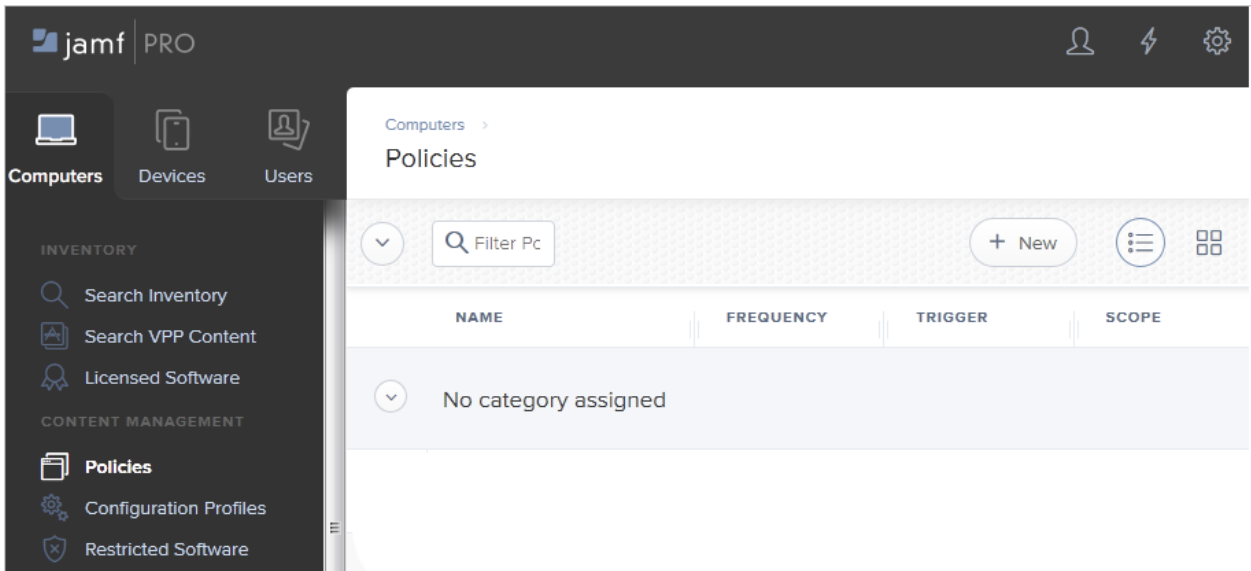 jamf PRO
Computers
Devices
Users
INVENTORY
Search Inventory
Search VPP Content
Licensed Software
CONTENT MANAGEMENT
Policies
Configuration Profiles
Restricted Software
Computers >
Policies
Filter Pc
+ New
NAME FREQUENCY TRIGGER SCOPE
No category assigned